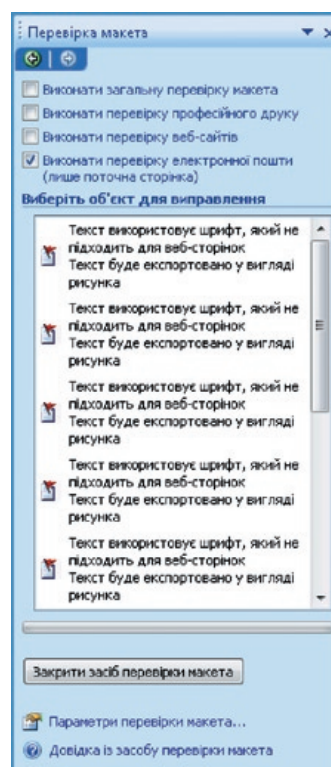 Перевірка макета
Виконати загальну перевірку макета
Виконати перевірку професійного друку
Виконати перевірку веб-сайтів
Виконати перевірку електронної пошти
(лише поточна сторінка)
Виберіть об'єкт для виправлення
Текст використовує шрифт, який не
підходить для веб-сторінок
Текст буде експортовано у вигляді
рисунка
Текст використовує шрифт, який не
підходить для веб-сторінок
Текст буде експортовано у вигляді
рисунка
Текст використовує шрифт, який не
підходить для веб-сторінок
Текст буде експортовано у вигляді
рисунка
Текст використовує шрифт, який не
підходить для веб-сторінок
Текст буде експортовано у вигляді
рисунка
Текст використовує шрифт, який не
підходить для веб-сторінок
Текст буде експортовано у вигляді
рисунка
Закрити засіб перевірки макета
Параметри перевірки макета...
Довідка із засобу перевірки макета